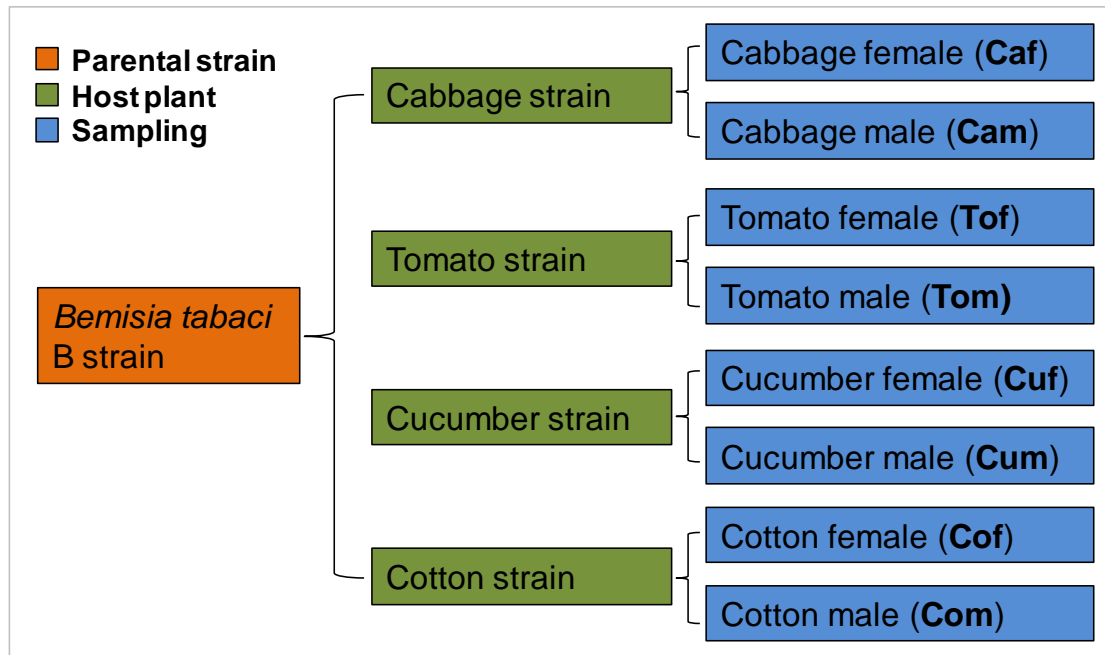 Parental strain
Host plant
Sampling
Bemisia tabaci
B strain
Cabbage strain
Cabbage female (Caf)
Cabbage male (Cam)
Tomato strain
Tomato female (Tof)
Tomato male (Tom)
Cucumber strain
Cucumber female (Cuf)
Cucumber male (Cum)
Cotton strain
Cotton female (Cof)
Cotton male (Com)